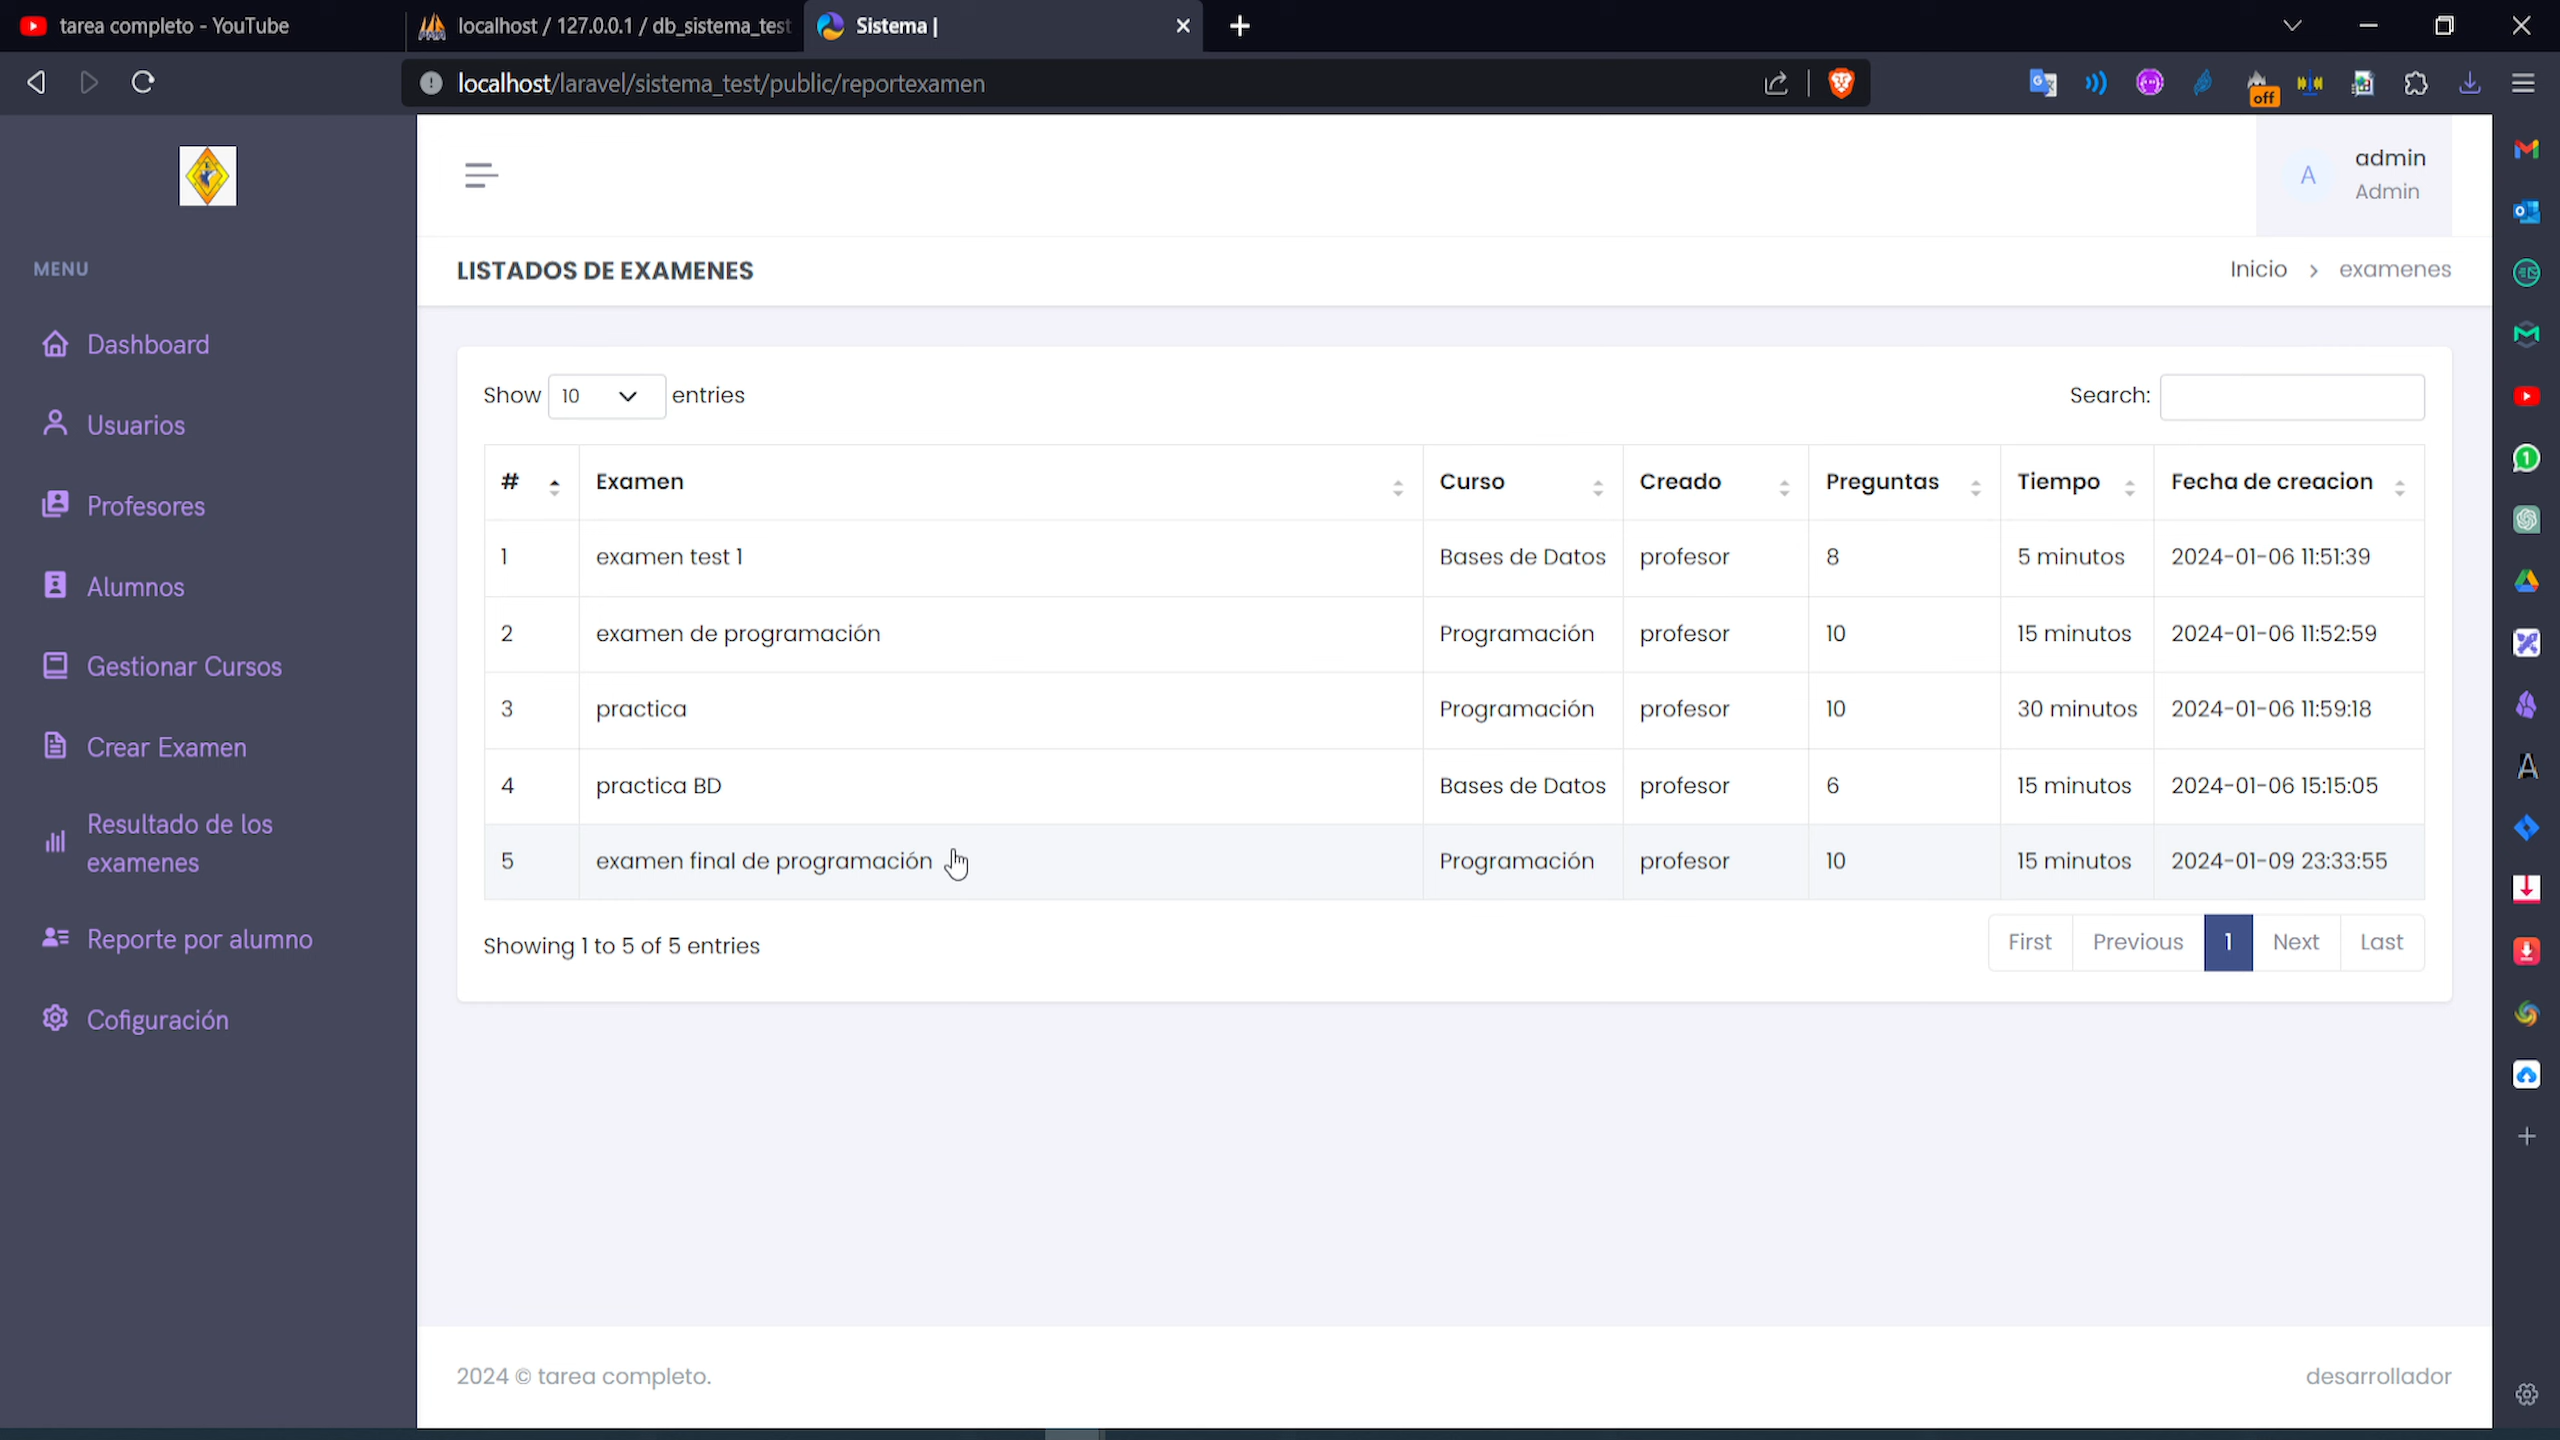 tarea completo - YouTube
localhost / 127.0.0.1 / db_sistema_test
Sistema |
localhost/laravel/sistema_test/public/reportexamen
off
MENU
Dashboard
Usuarios
Profesores
Alumnos
Gestionar Cursos
Crear Examen
Resultado de los
examenes
Reporte por alumno
Cofiguración
A
admin
Admin
LISTADOS DE EXAMENES
Inicio > examenes
Show 10 entries
Search:
# Examen Curso Creado Preguntas Tiempo Fecha de creacion
1 examen test 1 Bases de Datos profesor 8 5 minutos 2024-01-06 11:51:39
2 examen de programación Programación profesor 10 15 minutos 2024-01-06 11:52:59
3 practica Programación profesor 10 30 minutos 2024-01-06 11:59:18
4 practica BD Bases de Datos profesor 6 15 minutos 2024-01-06 15:15:05
5 examen final de programación Programación profesor 10 15 minutos 2024-01-09 23:33:55
Showing 1 to 5 of 5 entries
First Previous 1 Next Last
2024 © tarea completo.
desarrollador